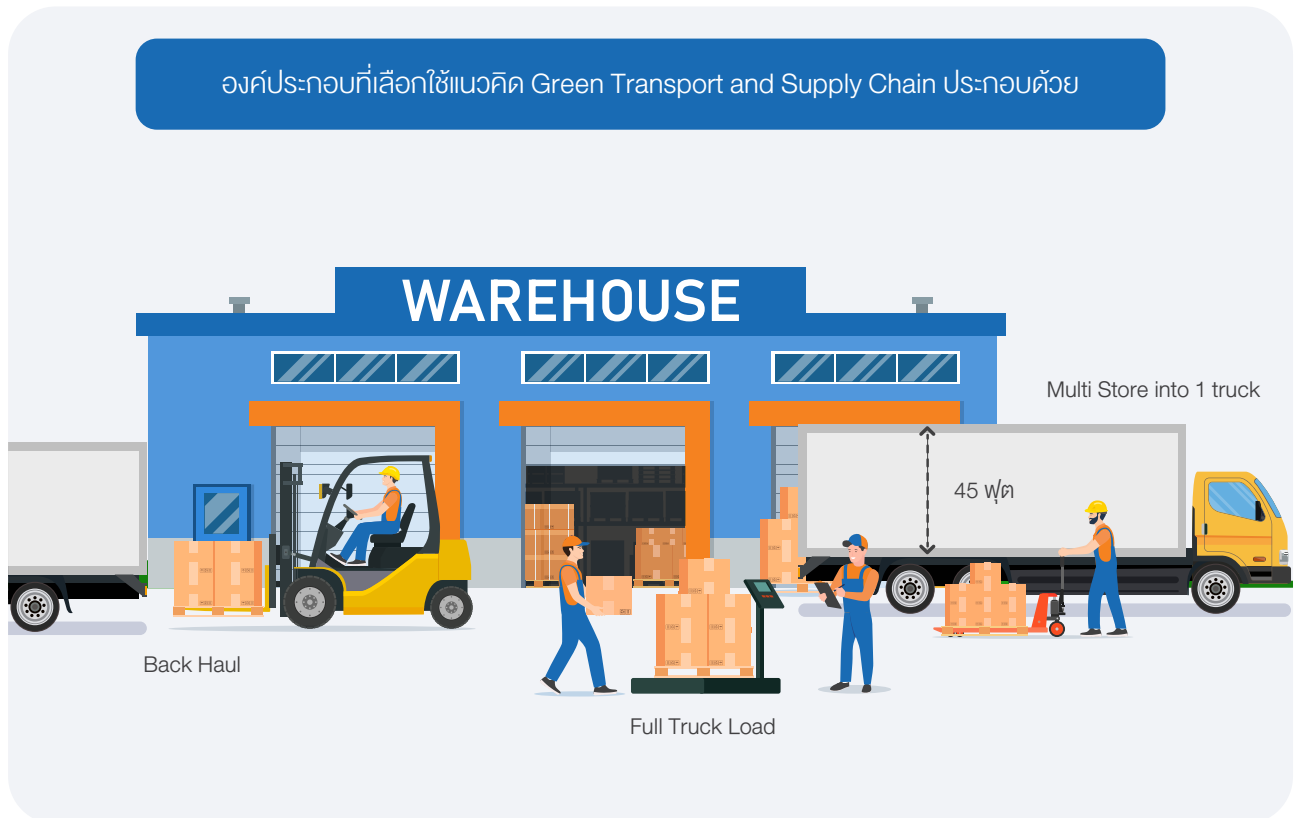 องค์ประกอบที่เลือกใช้แนวคิด Green Transport and Supply Chain ประกอบด้วย
WAREHOUSE
Multi Store into 1 truck
45 ฟุต
Back Haul
Full Truck Load